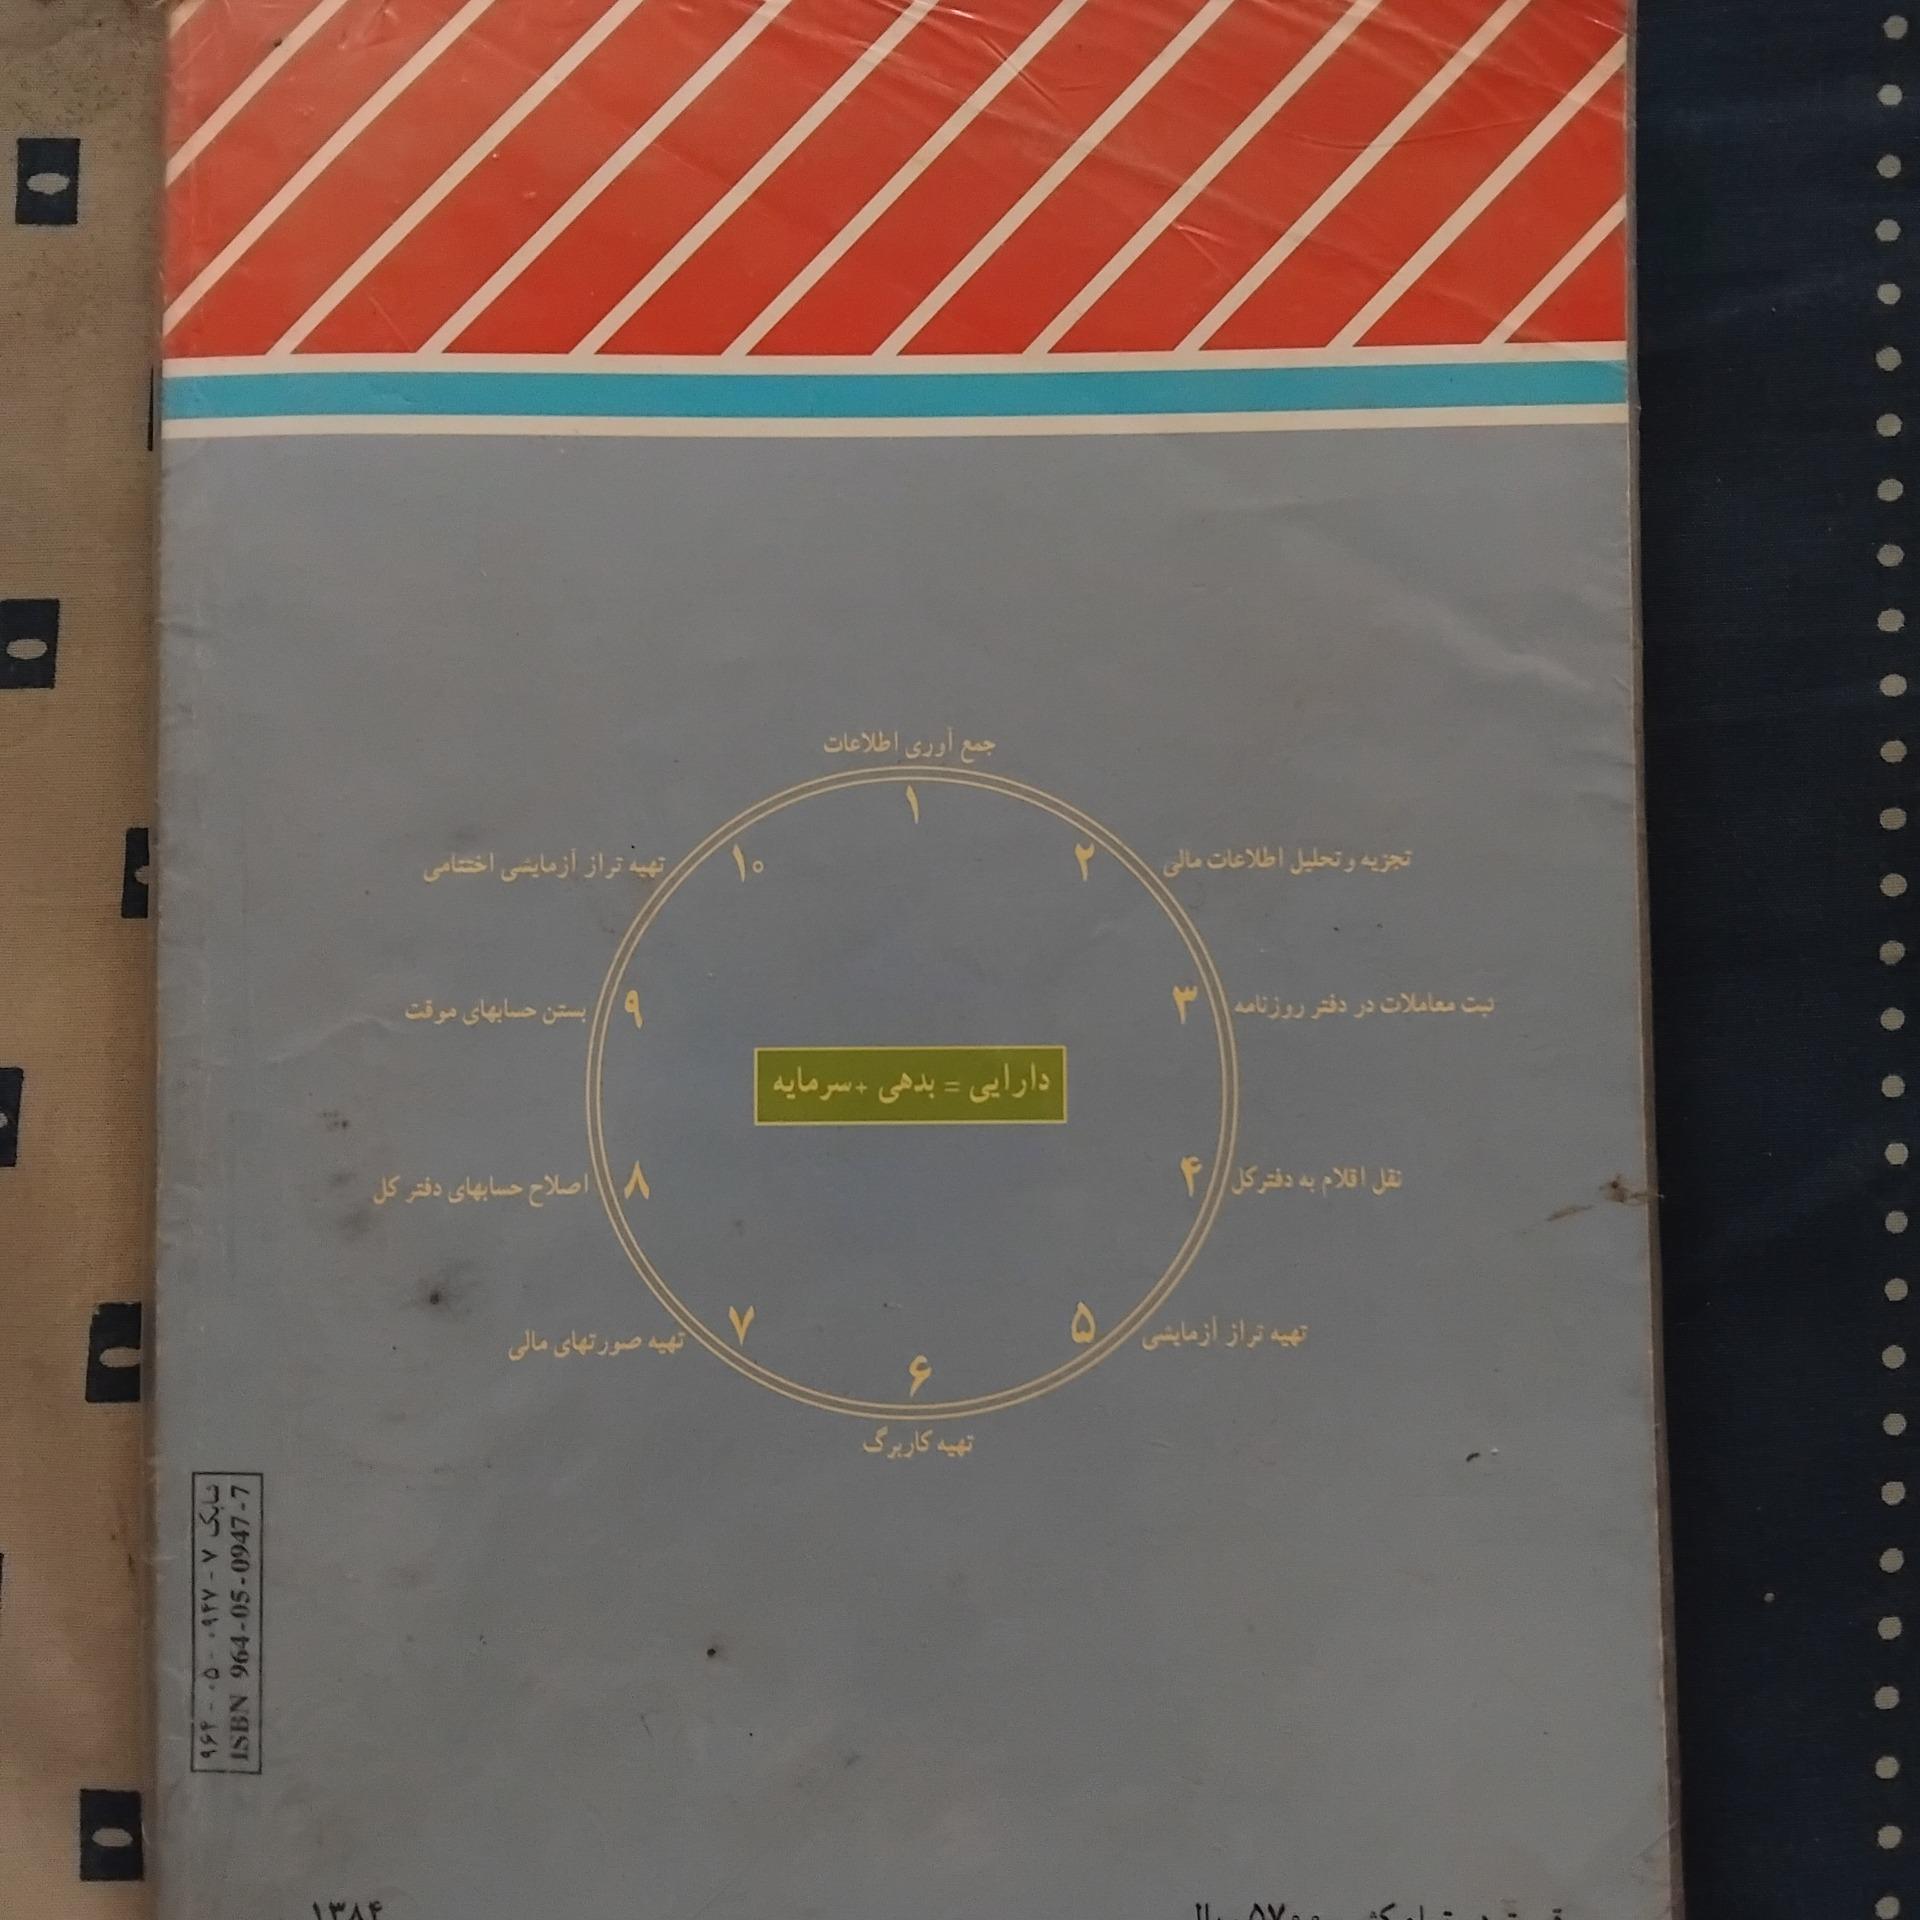 جمع آوری اطلاعات
۱
۲ تجزیه و تحلیل اطلاعات مالی
۳ ثبت معاملات در دفتر روزنامه
۴ نقل اقلام به دفترکل
۵ تهیه تراز آزمایشی
۶
تهیه کاربرگ
۷ تهیه صورتهای مالی
۸ اصلاح حسابهای دفتر کل
۹ بستن حسابهای موقت
۱۰ تهیه تراز آزمایشی اختتامی
دارایی = بدهی + سرمایه
شابک ۷ - ۰۹۴۷ - ۰۵ - ۹۶۴
ISBN 964-05-0947-7
۵۷۰۰ ریال
۱۳۸۴